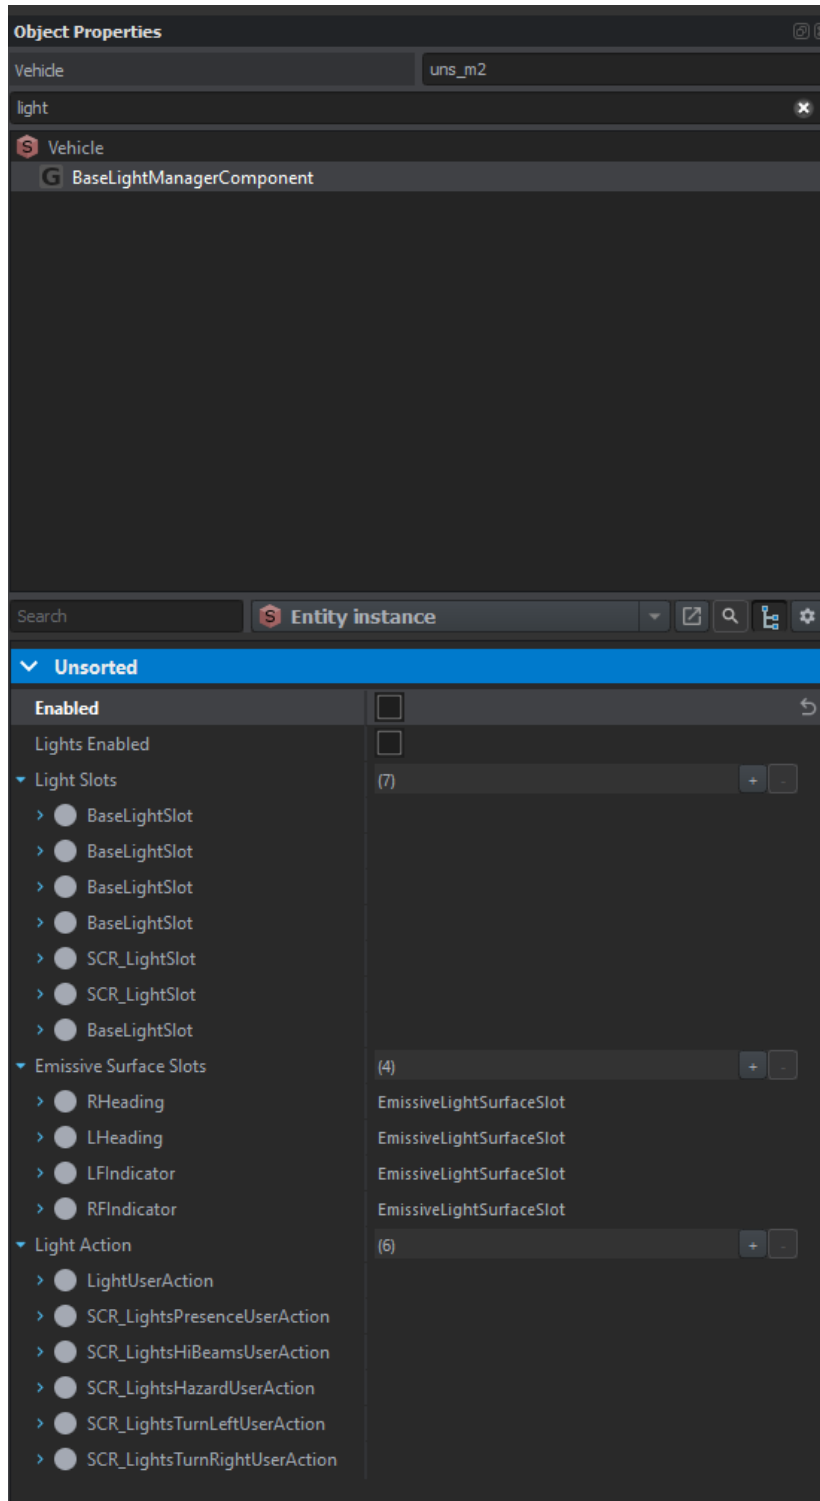 Object Properties
Vehicle uns_m2
light
S Vehicle
G BaseLightManagerComponent
Search S Entity instance
Unsorted
Enabled
Lights Enabled
Light Slots (7) + -
BaseLightSlot
BaseLightSlot
BaseLightSlot
BaseLightSlot
SCR_LightSlot
SCR_LightSlot
BaseLightSlot
Emissive Surface Slots (4) + -
RHeading EmissiveLightSurfaceSlot
LHeading EmissiveLightSurfaceSlot
LFIndicator EmissiveLightSurfaceSlot
RFIndicator EmissiveLightSurfaceSlot
Light Action (6) + -
LightUserAction
SCR_LightsPresenceUserAction
SCR_LightsHiBeamsUserAction
SCR_LightsHazardUserAction
SCR_LightsTurnLeftUserAction
SCR_LightsTurnRightUserAction